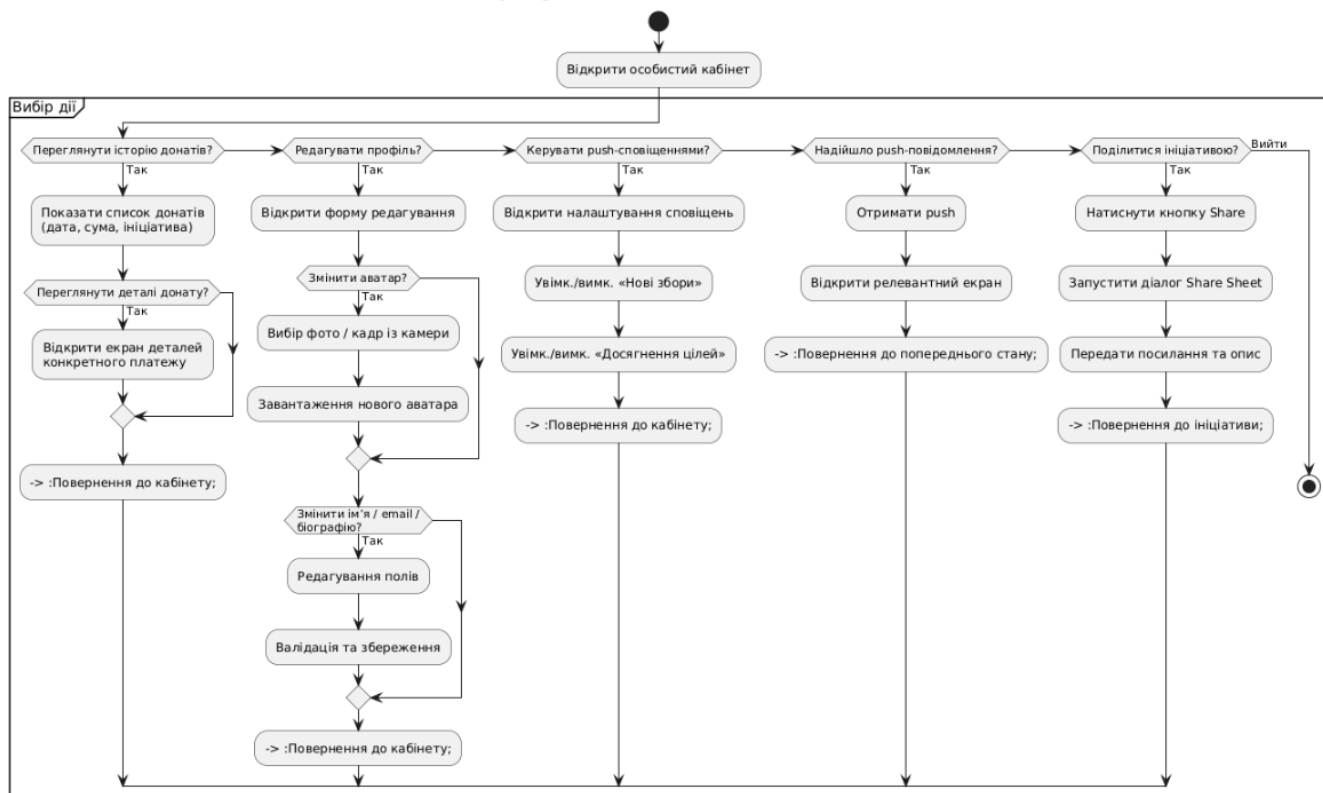 Відкрити особистий кабінет
Вибір дії
Переглянути історію донатів?
Так
Показати список донатів
(дата, сума, ініціатива)
Переглянути деталі донату?
Так
Відкрити екран деталей
конкретного платежу
-> :Повернення до кабінету;
Редагувати профіль?
Так
Відкрити форму редагування
Змінити аватар?
Так
Вибір фото / кадр із камери
Завантаження нового аватара
Змінити ім'я / email /
біографію?
Так
Редагування полів
Валідація та збереження
-> :Повернення до кабінету;
Керувати push-сповіщеннями?
Так
Відкрити налаштування сповіщень
Увімк./вимк. «Нові збори»
Увімк./вимк. «Досягнення цілей»
-> :Повернення до кабінету;
Надійшло push-повідомлення?
Так
Отримати push
Відкрити релевантний екран
-> :Повернення до попереднього стану;
Поділитися ініціативою?
Так
Натиснути кнопку Share
Запустити діалог Share Sheet
Передати посилання та опис
-> :Повернення до ініціативи;
Вийти